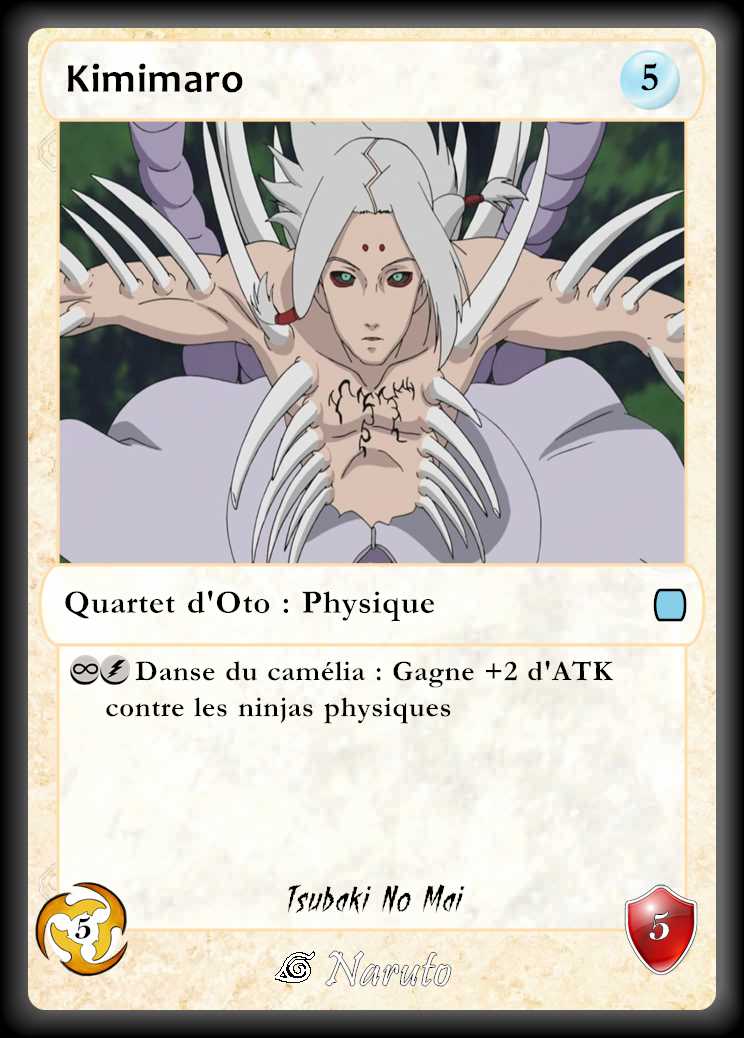 Kimimaro
5
Quartet d'Oto : Physique
Danse du camélia : Gagne +2 d'ATK
contre les ninjas physiques
Tsubaki No Mai
5
5
Naruto